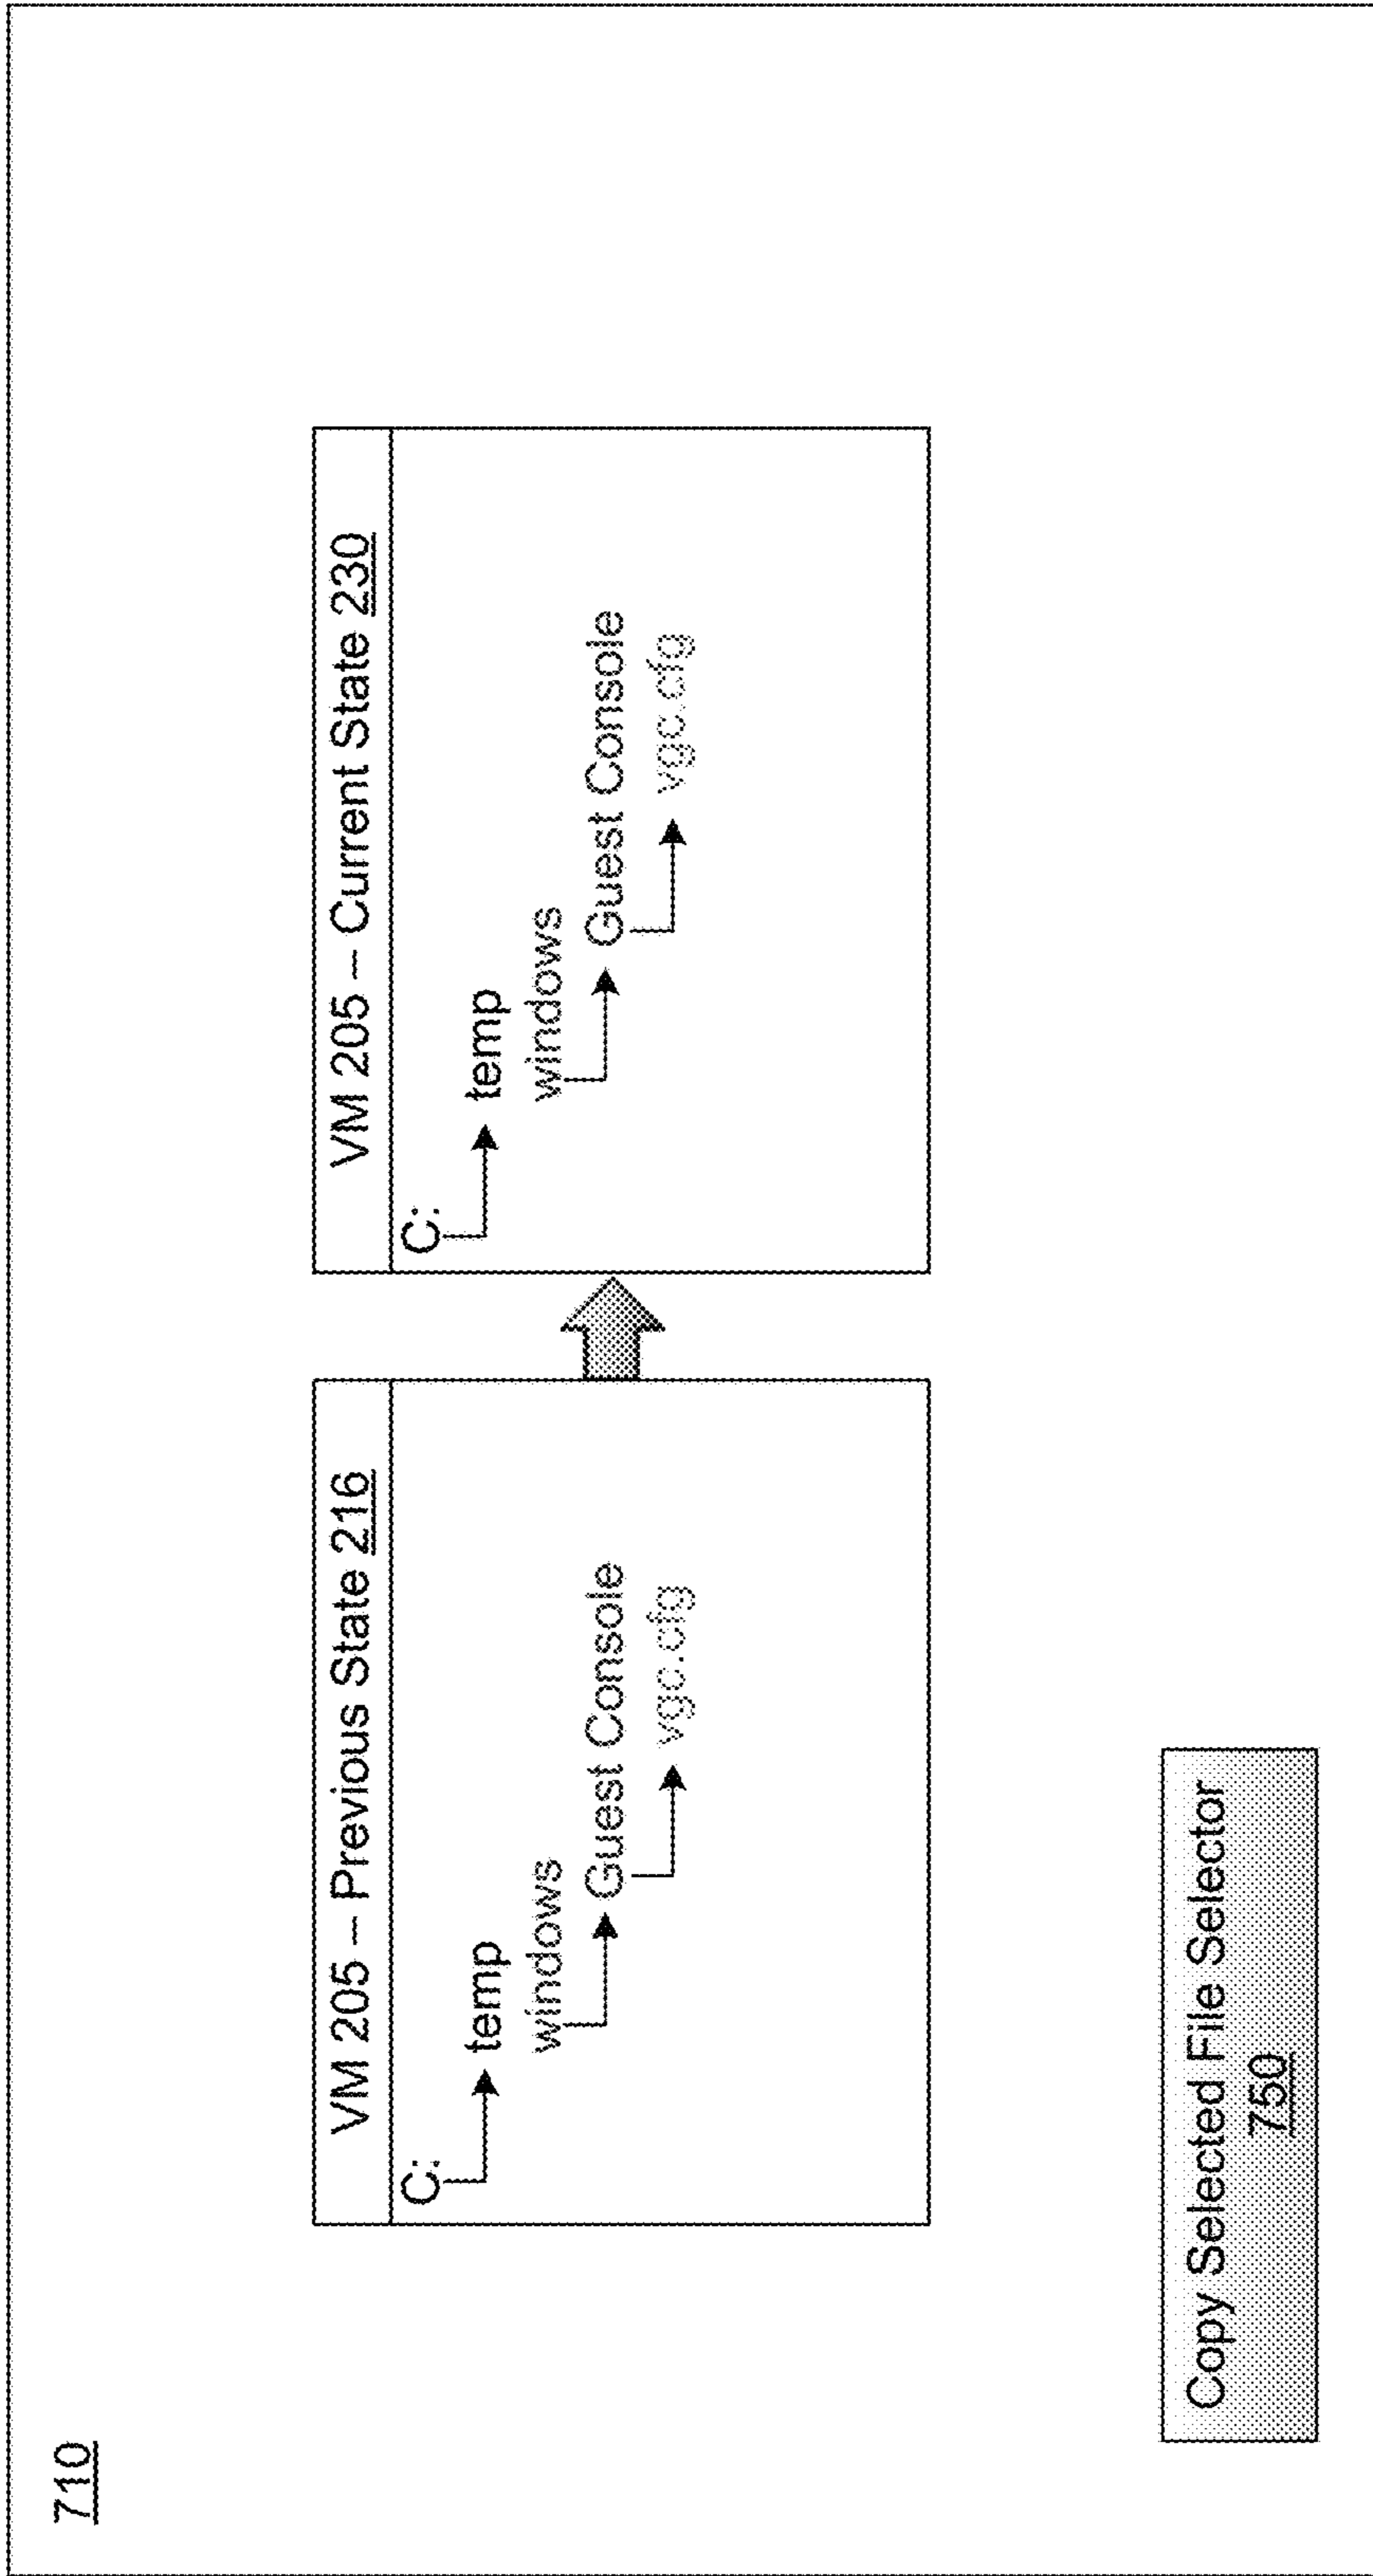 710
VM 205 – Previous State 216
C:
temp
windows
Guest Console
vgc.cfg
VM 205 – Current State 230
C:
temp
windows
Guest Console
vgc.cfg
Copy Selected File Selector
750